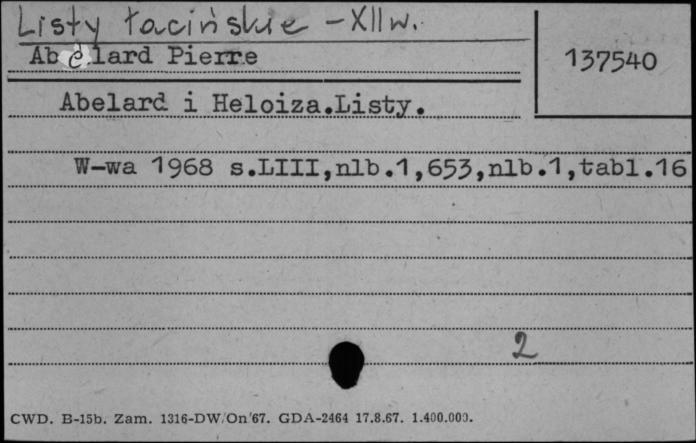 Listy łacińskie - XII w.
Abélard Pierre
137540
Abelard i Heloiza.Listy.
W-wa 1968 s.LIII,nlb.1,653,nlb.1,tabl.16
2
CWD. B-15b. Zam. 1316-DW/On/67. GDA-2464 17.8.67. 1.400.000.